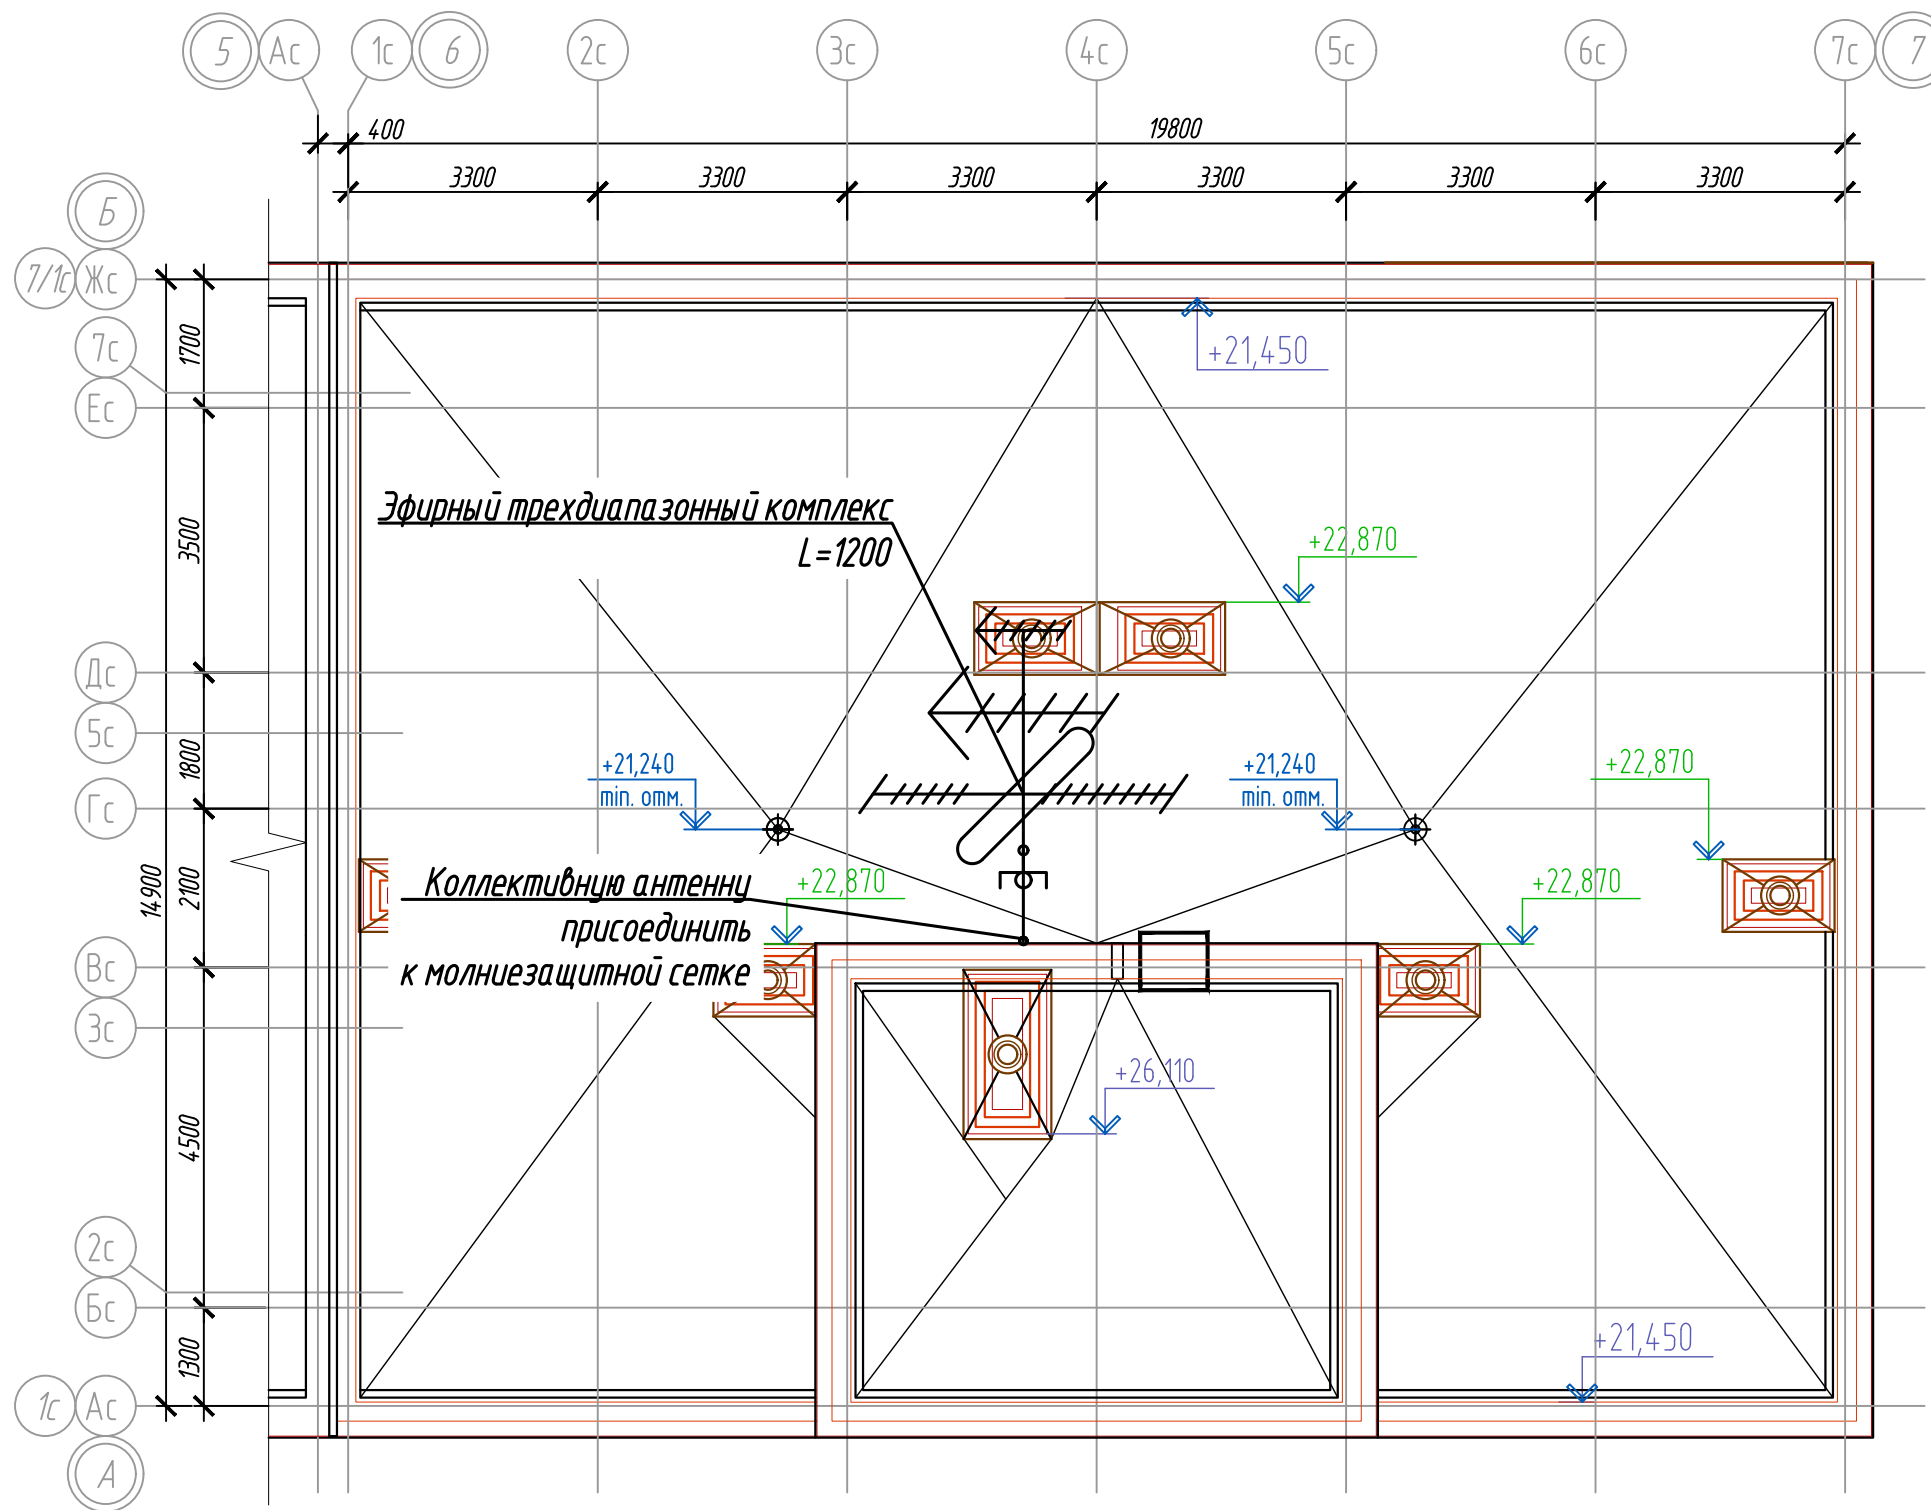 5
Ас
1с
6
2с
3с
4с
5с
6с
7с
7
400
19800
3300
3300
3300
3300
3300
3300
Б
7/1с
Жс
7с
Ес
1700
+21,450
3500
Эфирный трехдиапазонный комплекс
L=1200
+22,870
Дс
5с
1800
+21,240
min. отм.
+21,240
min. отм.
+22,870
Гс
14900
2100
Коллективную антенну
присоединить
к молниезащитной сетке
+22,870
+22,870
Вс
3с
+26,110
4500
2с
Бс
1300
+21,450
1с
Ас
А